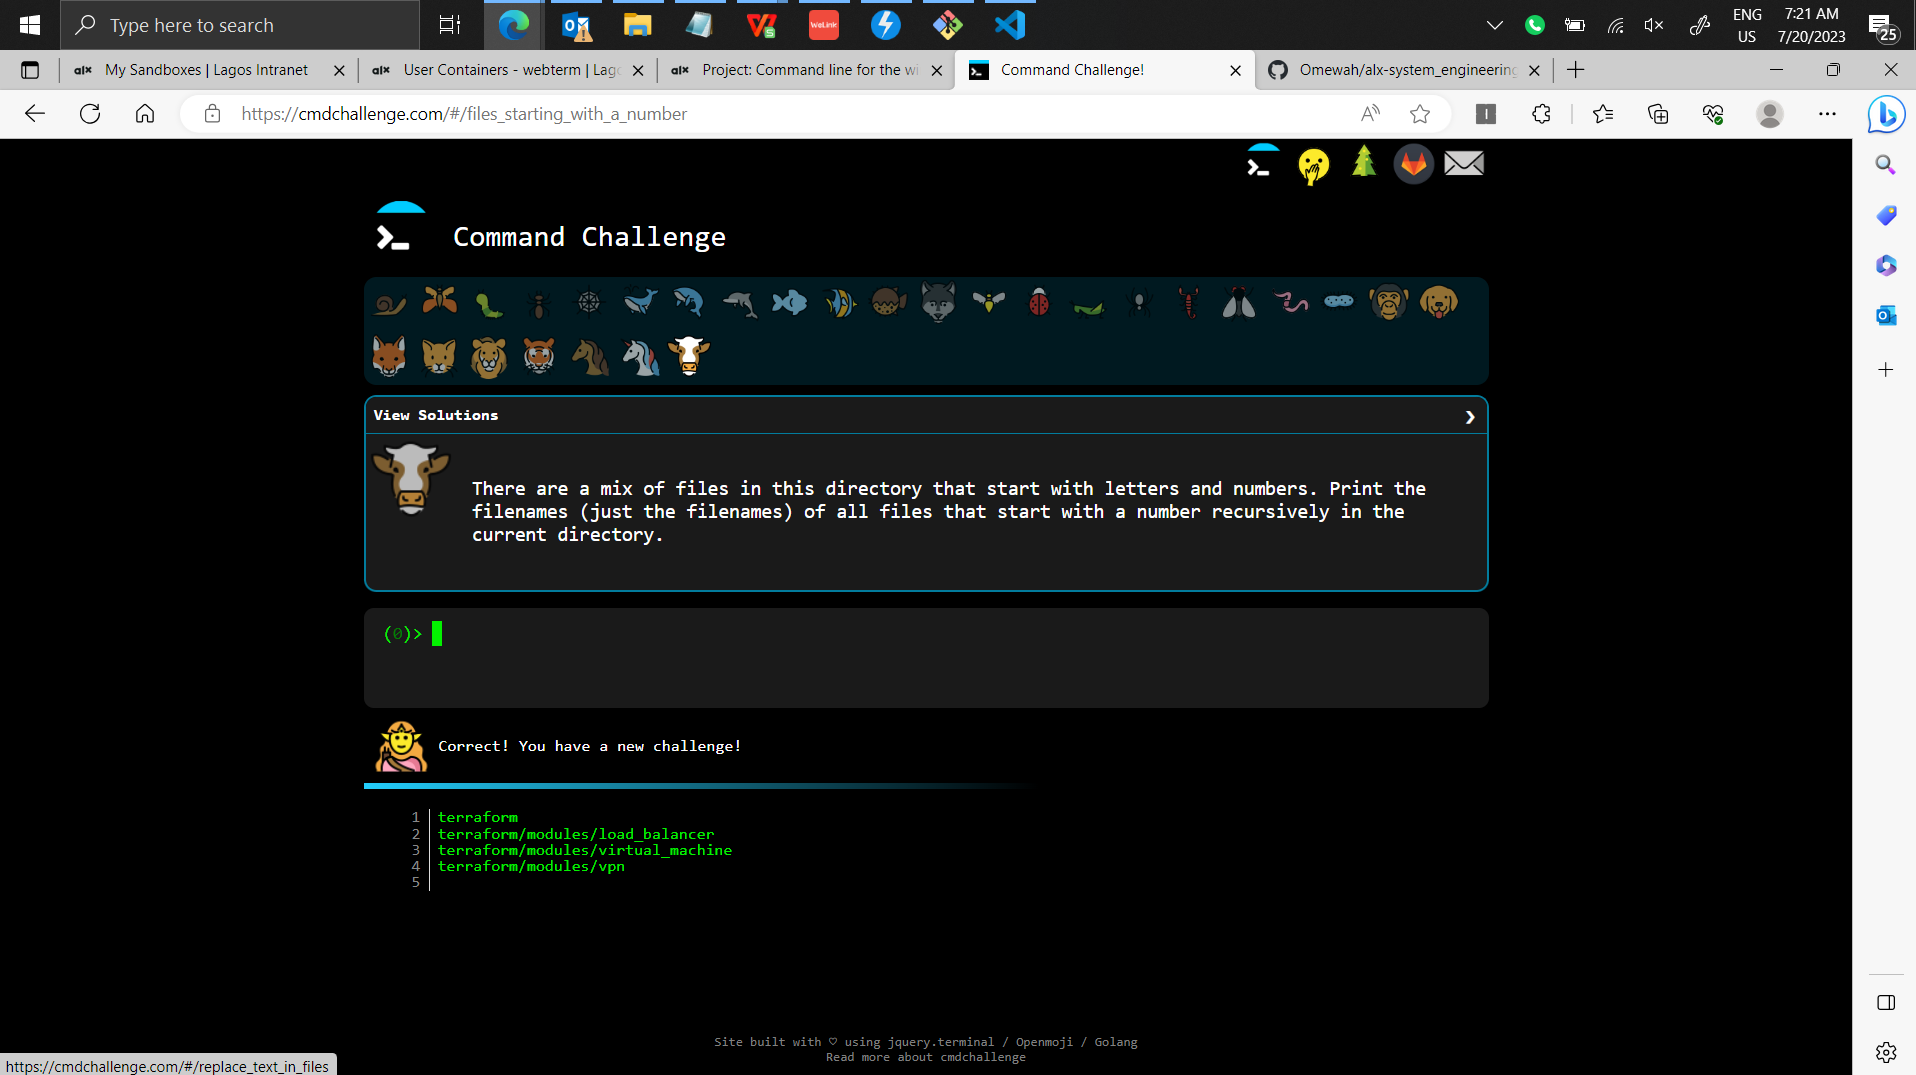 Type here to search
ENG
US
7:21 AM
7/20/2023
25
My Sandboxes | Lagos Intranet
User Containers - webterm | Lag
Project: Command line for the wi
Command Challenge!
Omewah/alx-system_engineering
https://cmdchallenge.com/#/files_starting_with_a_number
Command Challenge
View Solutions
There are a mix of files in this directory that start with letters and numbers. Print the
filenames (just the filenames) of all files that start with a number recursively in the
current directory.
(0)>
Correct! You have a new challenge!
1 terraform
2 terraform/modules/load_balancer
3 terraform/modules/virtual_machine
4 terraform/modules/vpn
5
Site built with ♡ using jquery.terminal / Openmoji / Golang
Read more about cmdchallenge
https://cmdchallenge.com/#/replace_text_in_files